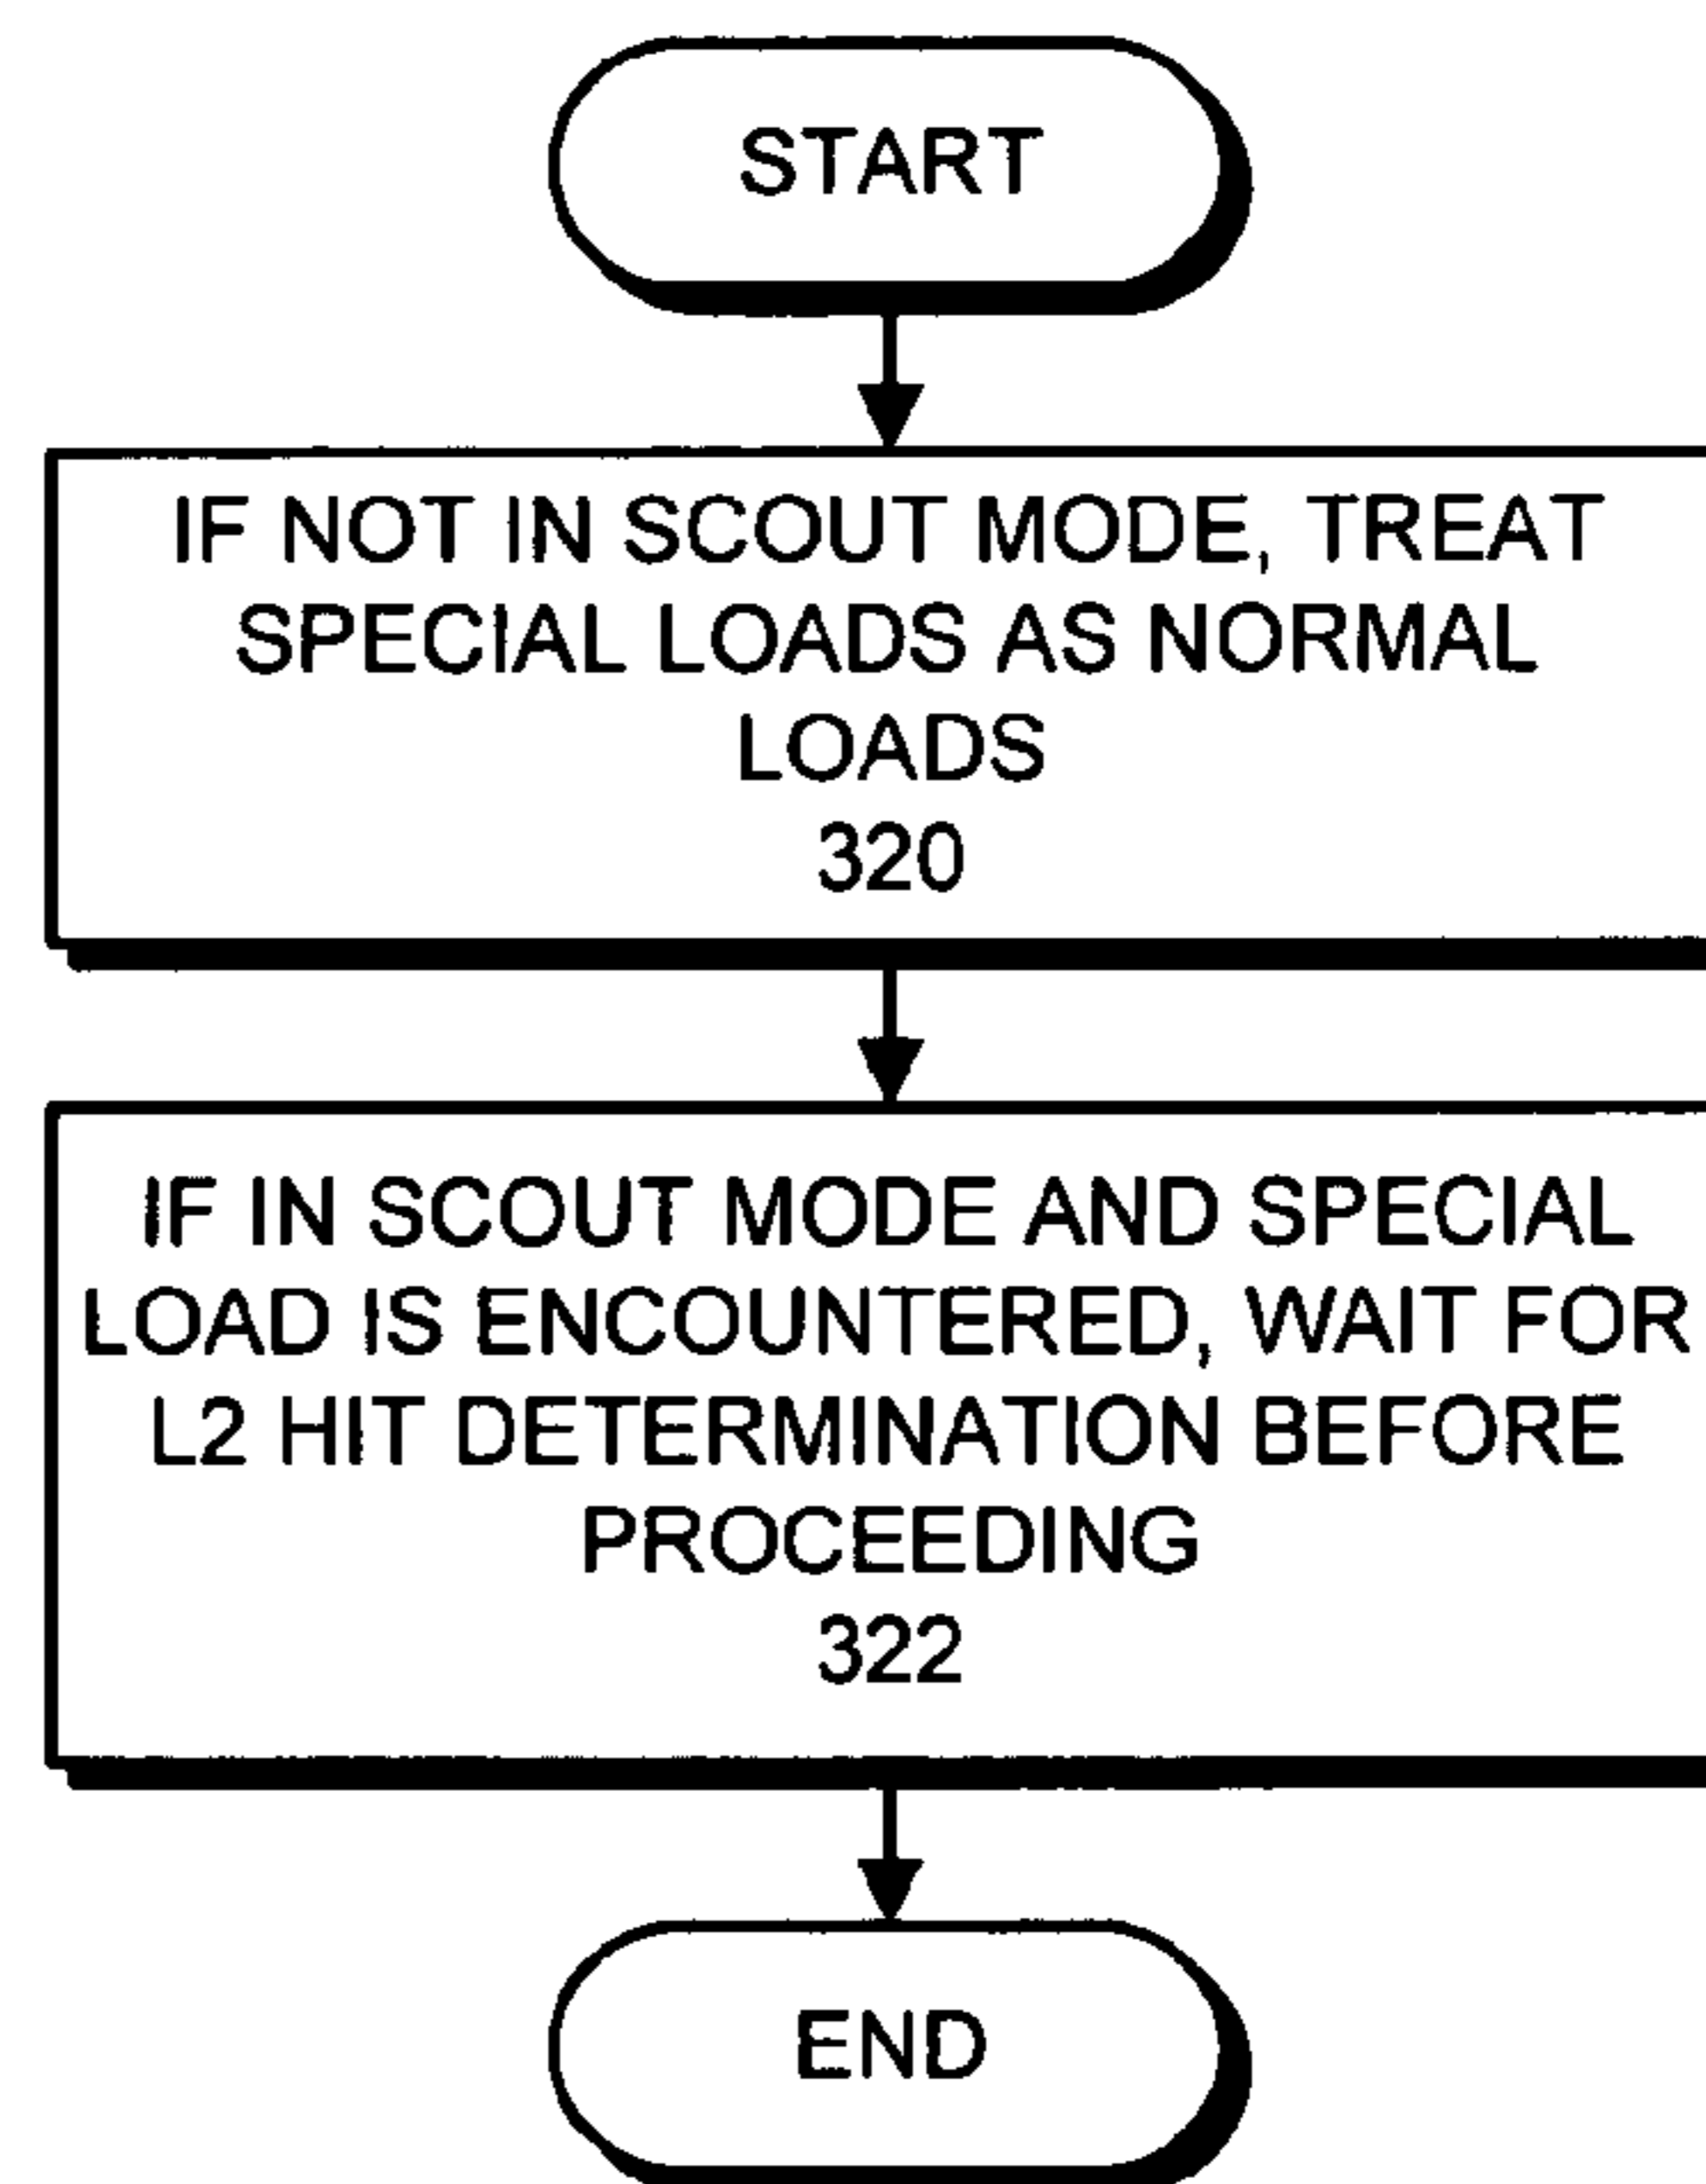 START
IF NOT IN SCOUT MODE, TREAT
SPECIAL LOADS AS NORMAL
LOADS
320
IF IN SCOUT MODE AND SPECIAL
LOAD IS ENCOUNTERED, WAIT FOR
L2 HIT DETERMINATION BEFORE
PROCEEDING
322
END